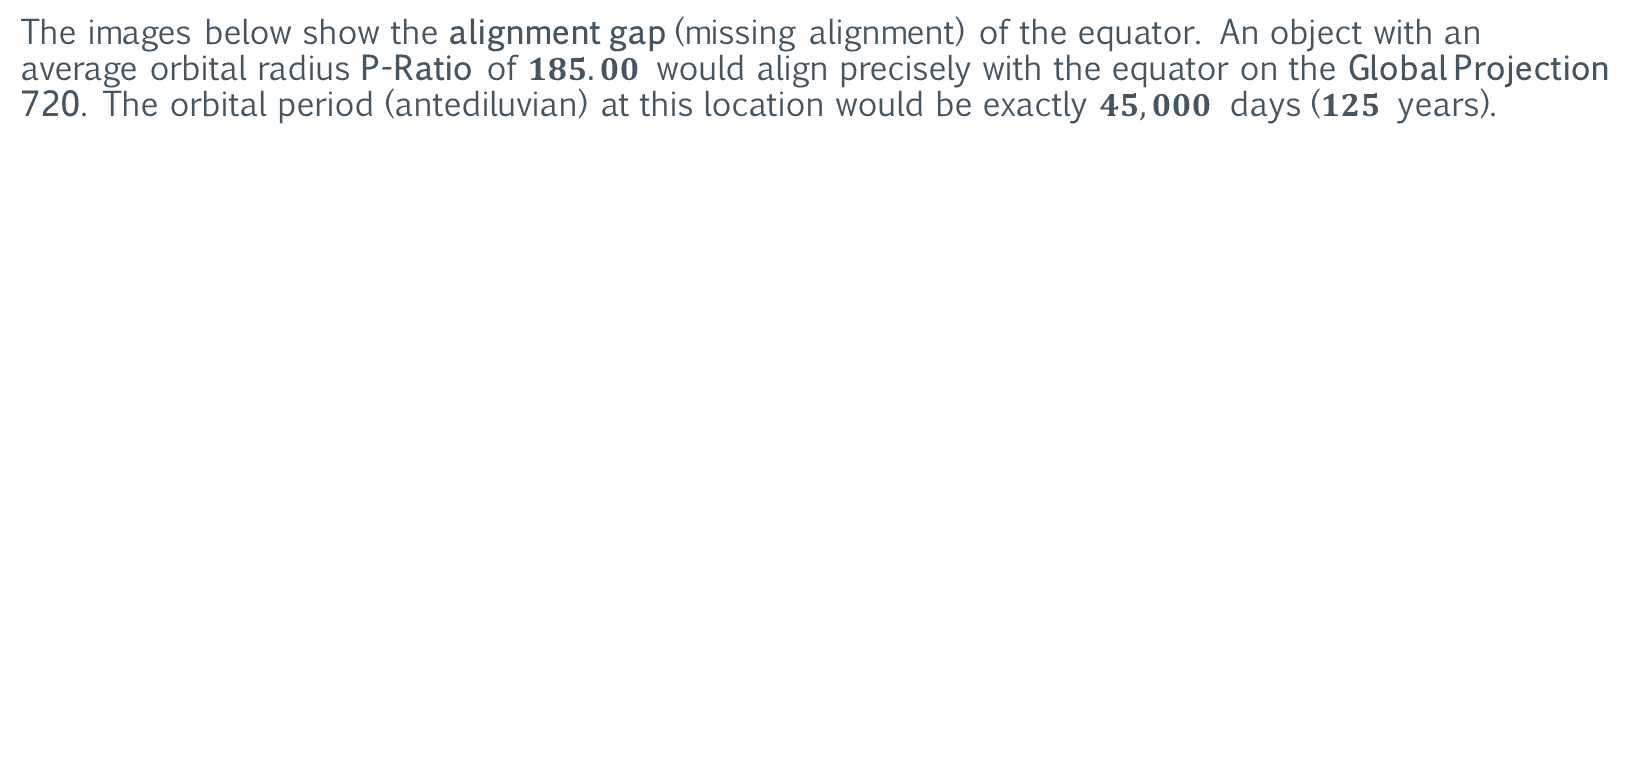 The images below show the alignment gap (missing alignment) of the equator. An object with an
average orbital radius P-Ratio of 185.00 would align precisely with the equator on the Global Projection
720. The orbital period (antediluvian) at this location would be exactly 45,000 days (125 years).